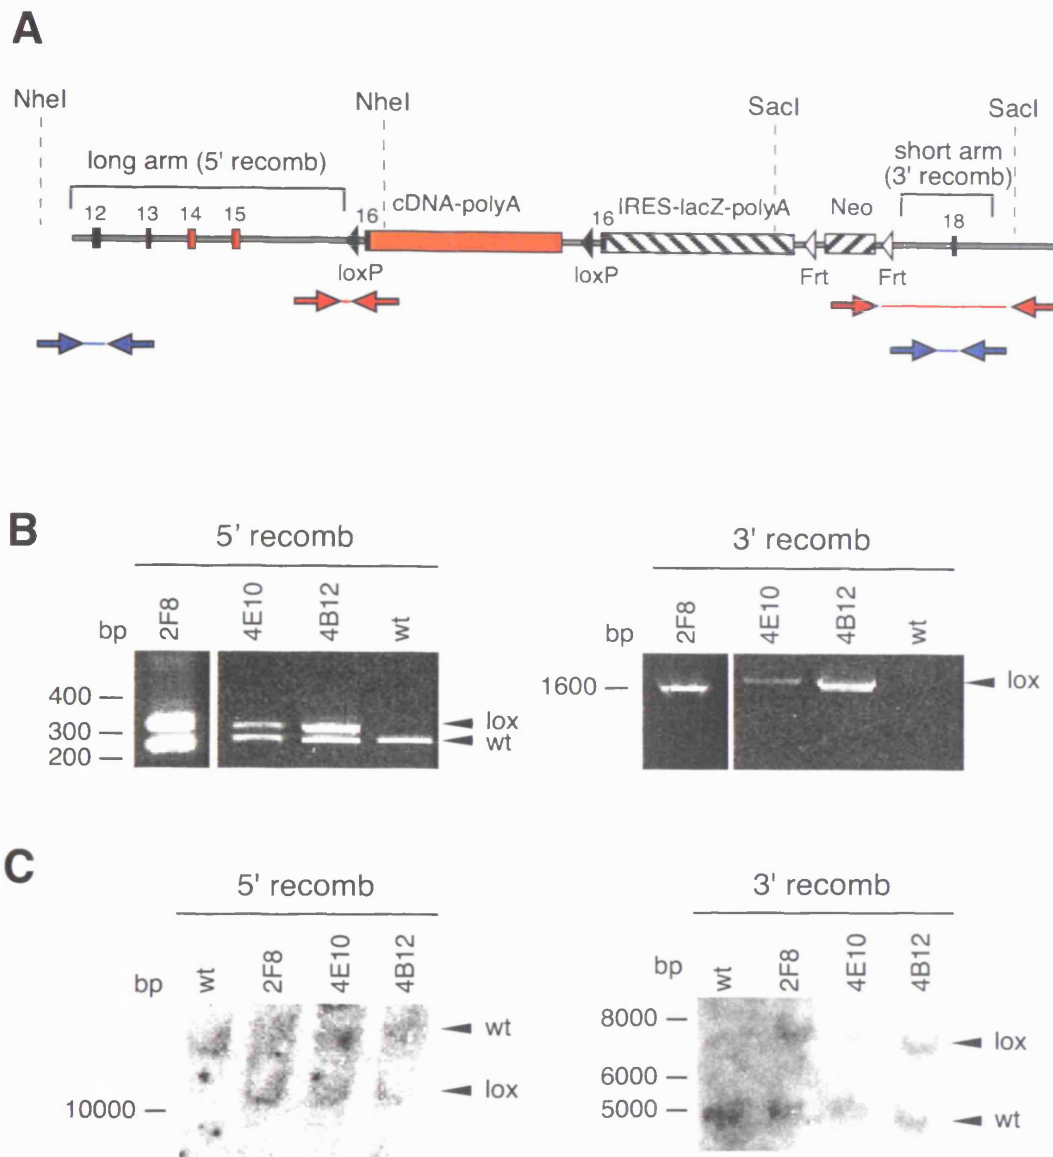 A
NheI
NheI
SacI
SacI
long arm (5' recomb)
short arm
(3' recomb)
12
13
14
15
16
cDNA-polyA
16
IRES-lacZ-polyA
Neo
18
loxP
loxP
Frt
Frt
B
5' recomb
bp
2F8
4E10
4B12
wt
400
300
200
lox
wt
3' recomb
bp
2F8
4E10
4B12
wt
1600
lox
C
5' recomb
bp
wt
2F8
4E10
4B12
wt
lox
10000
3' recomb
bp
wt
2F8
4E10
4B12
8000
6000
5000
lox
wt